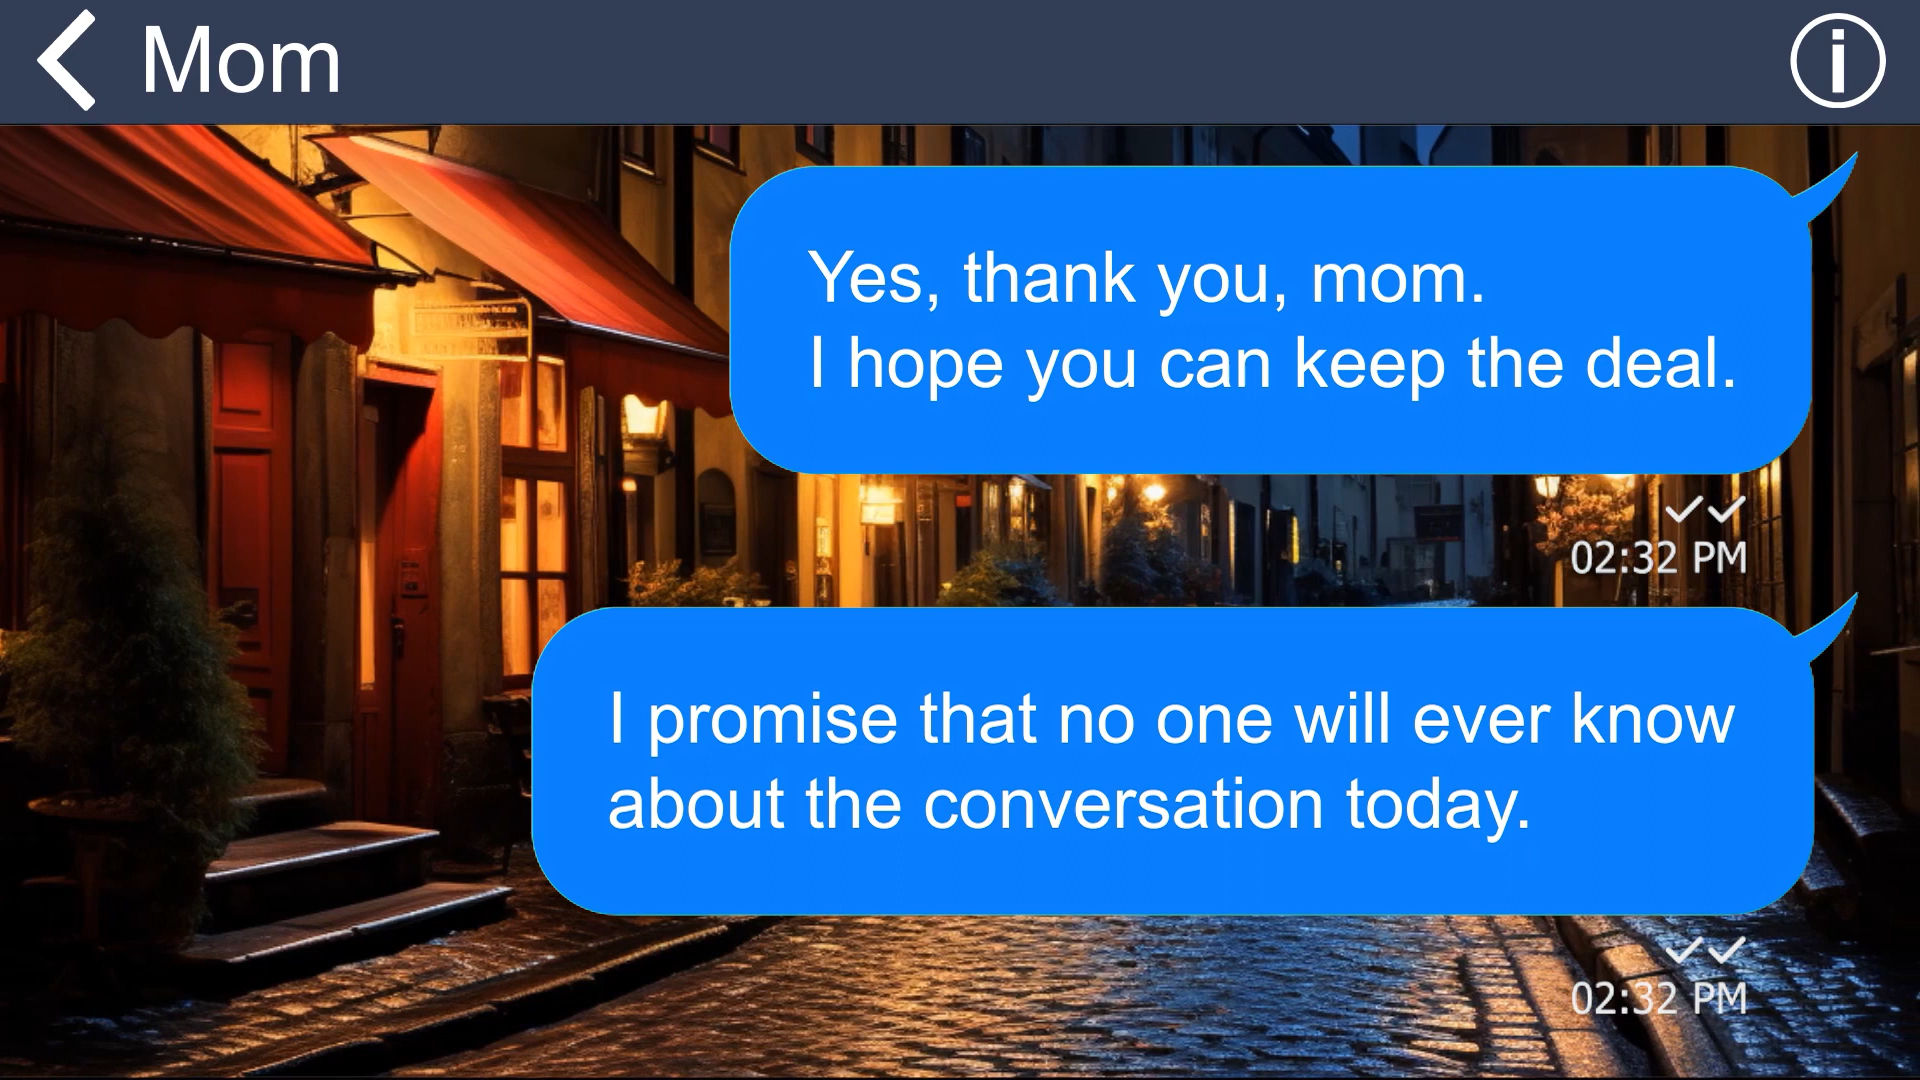 Mom
Yes, thank you, mom.
I hope you can keep the deal.
02:32 PM
I promise that no one will ever know
about the conversation today.
02:32 PM